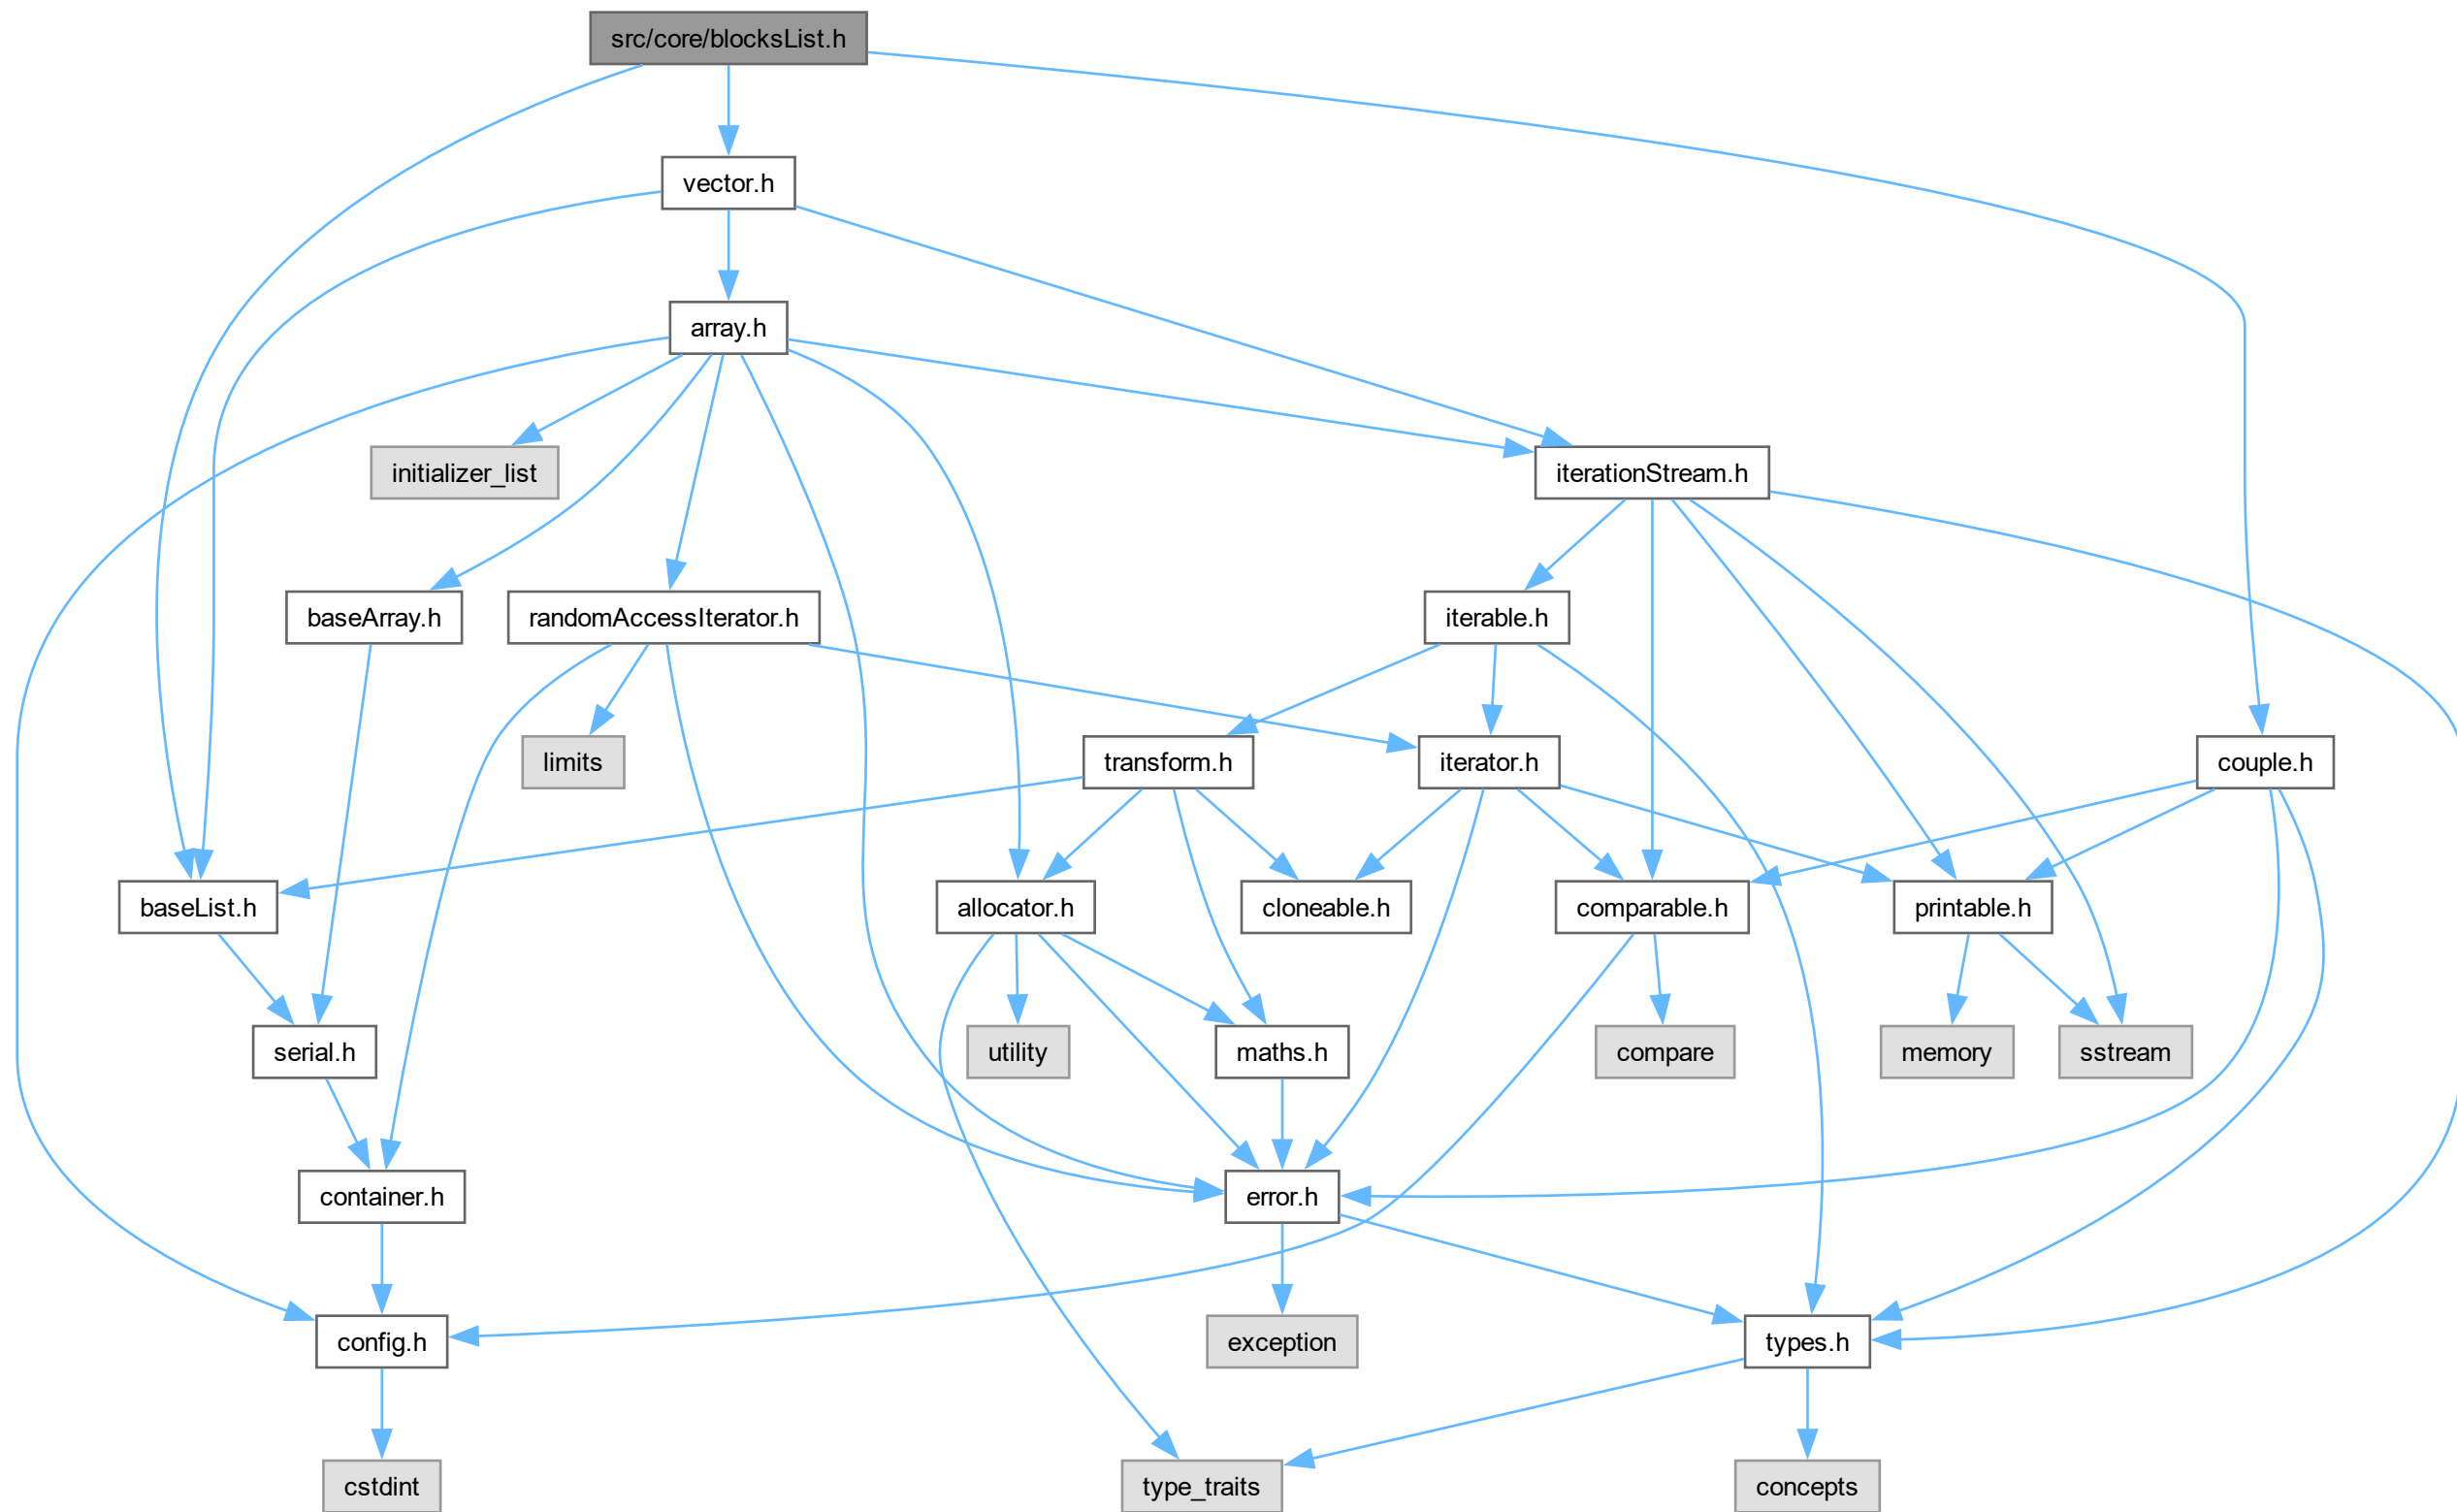 src/core/blocksList.h
vector.h
array.h
initializer_list
iterationStream.h
baseArray.h
randomAccessIterator.h
iterable.h
limits
transform.h
iterator.h
couple.h
baseList.h
allocator.h
cloneable.h
comparable.h
printable.h
serial.h
utility
maths.h
compare
memory
sstream
container.h
error.h
config.h
exception
types.h
cstdint
type_traits
concepts